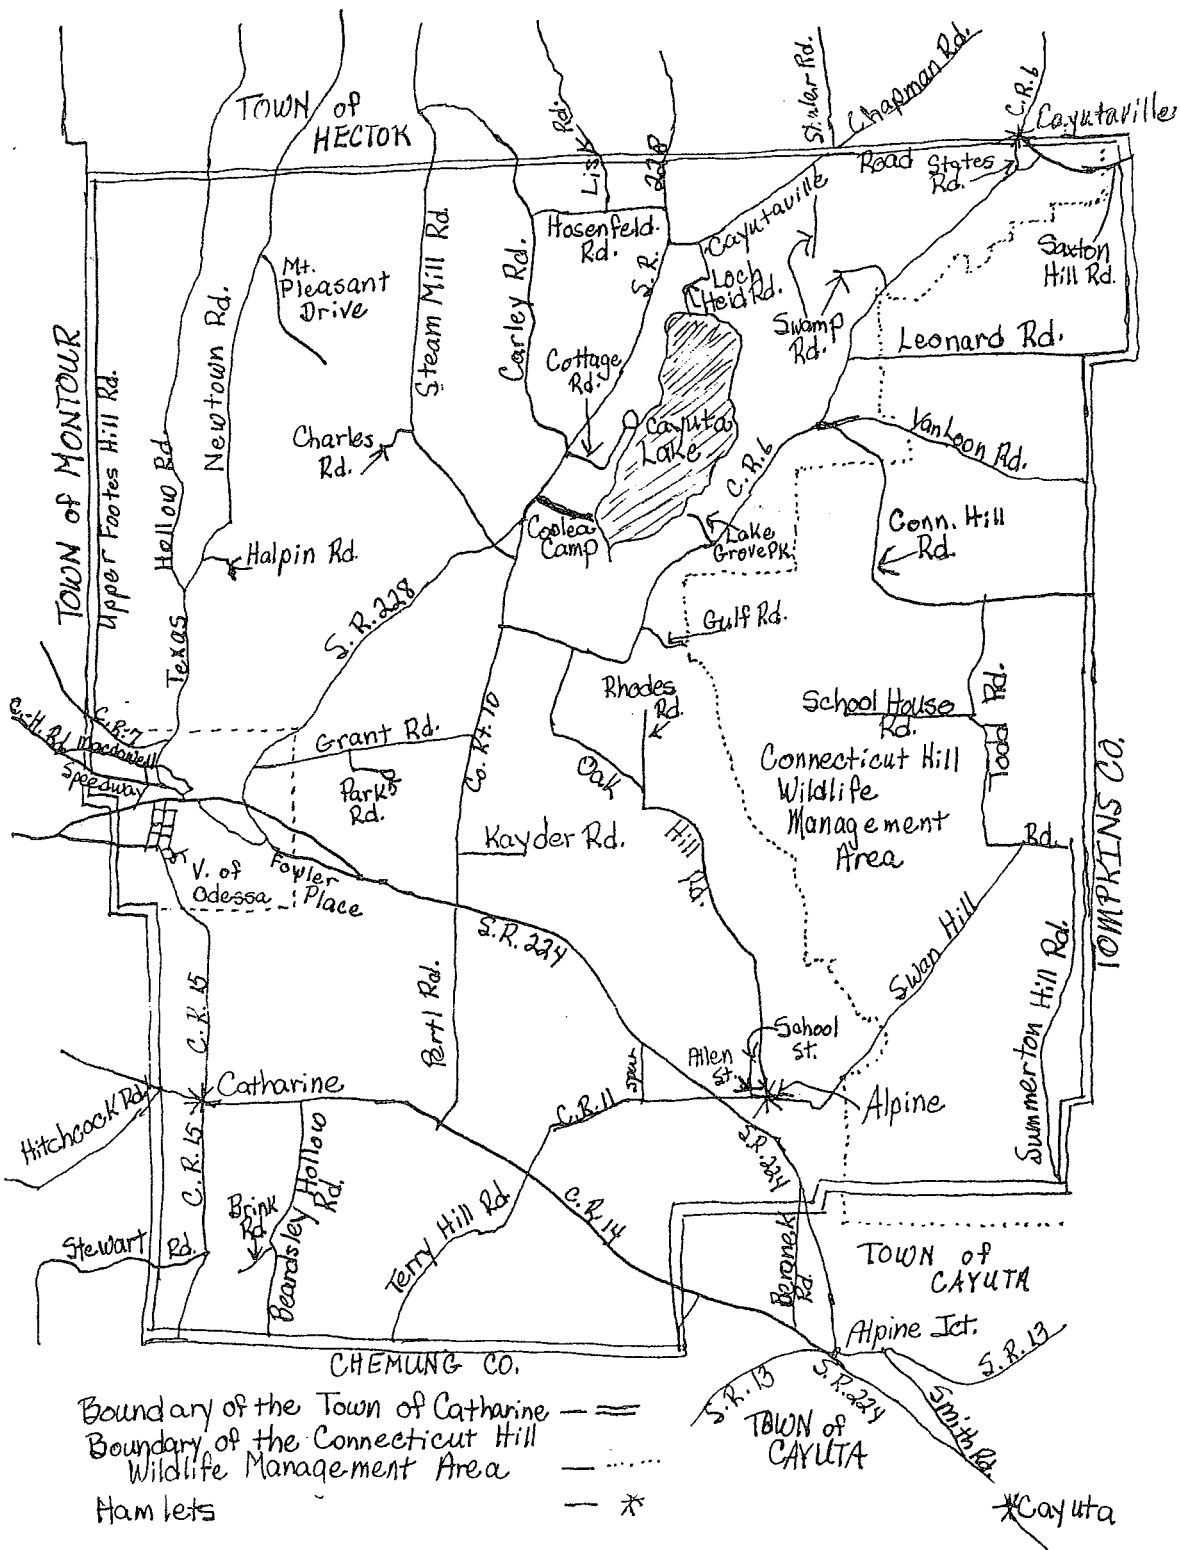 Stuler Rd.
Chapman Rd.
C.R.6
TOWN of
HECTOR
Lisk Rd.
228
Cayutaville
Road
States
Rd.
Hosenfeld
Rd.
S.R.
Cayutaville
Loch
Heid Rd.
Saxton
Hill Rd.
Mt.
Pleasant
Drive
Steam Mill Rd.
Carley Rd.
Swamp
Rd.
Leonard Rd.
TOWN of MONTOUR
Upper Footes Hill Rd.
Newtown Rd.
Hollow Rd.
Cottage
Rd.
Charles
Rd.
Cayuta
Lake
C.R.6
VanLoon Rd.
Halpin Rd.
Coolea
Camp
Lake
Grove Pk.
Conn. Hill
Rd.
Texas
S.R.228
Gulf Rd.
Rhodes
Rd.
School House
Rd.
Todd Rd.
C.-H. Rd.
C.R.7
Macdowell
Speedway
Grant Rd.
Park
Rd.
Co. Rt. 10
Oak
Hill
Rd.
Connecticut Hill
Wildlife
Management
Area
TOMPKINS CO.
Kayder Rd.
V. of
Odessa
Fowler
Place
S.R.224
Rd.
Swan Hill
Summerton Hill Rd.
C.R.15
Pertl Rd.
School
St.
Allen
St.
Spur
Catharine
C.R.11
Alpine
Hitchcock Rd.
C.R.15
Beardsley Hollow
Rd.
Brink
Rd.
Terry Hill Rd.
C.R.14
S.R.224
Stewart Rd.
Beranek
Rd.
TOWN of
CAYUTA
Alpine Jct.
S.R.13
CHEMUNG CO.
S.R.13
S.R.224
Smith Rd.
TOWN of
CAYUTA
Boundary of the Town of Catharine —
Boundary of the Connecticut Hill
Wildlife Management Area —
Hamlets —
Cayuta